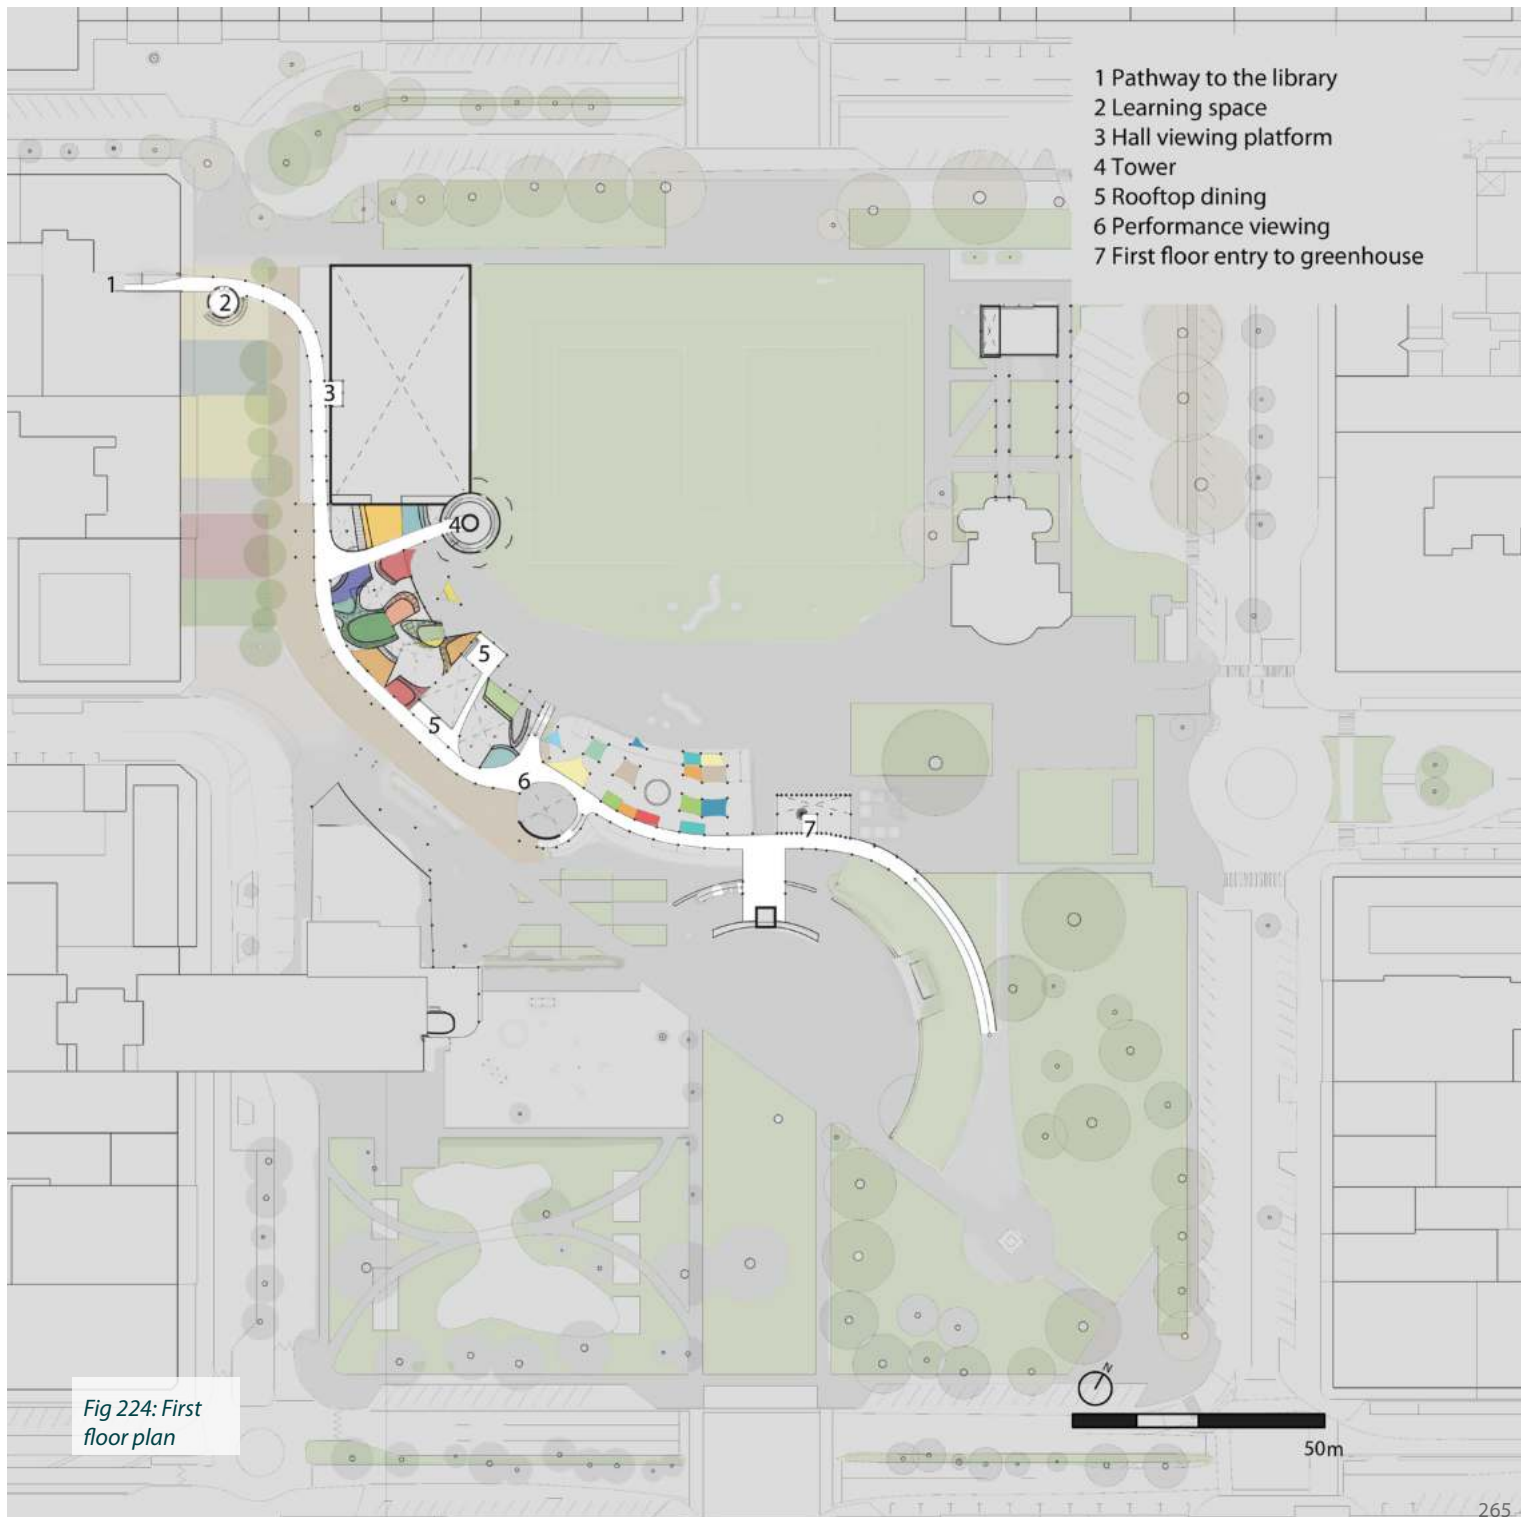 1 Pathway to the library
2 Learning space
3 Hall viewing platform
4 Tower
5 Rooftop dining
6 Performance viewing
7 First floor entry to greenhouse
1
2
3
4
5
5
6
7
Fig 224: First
floor plan
N
50m
265